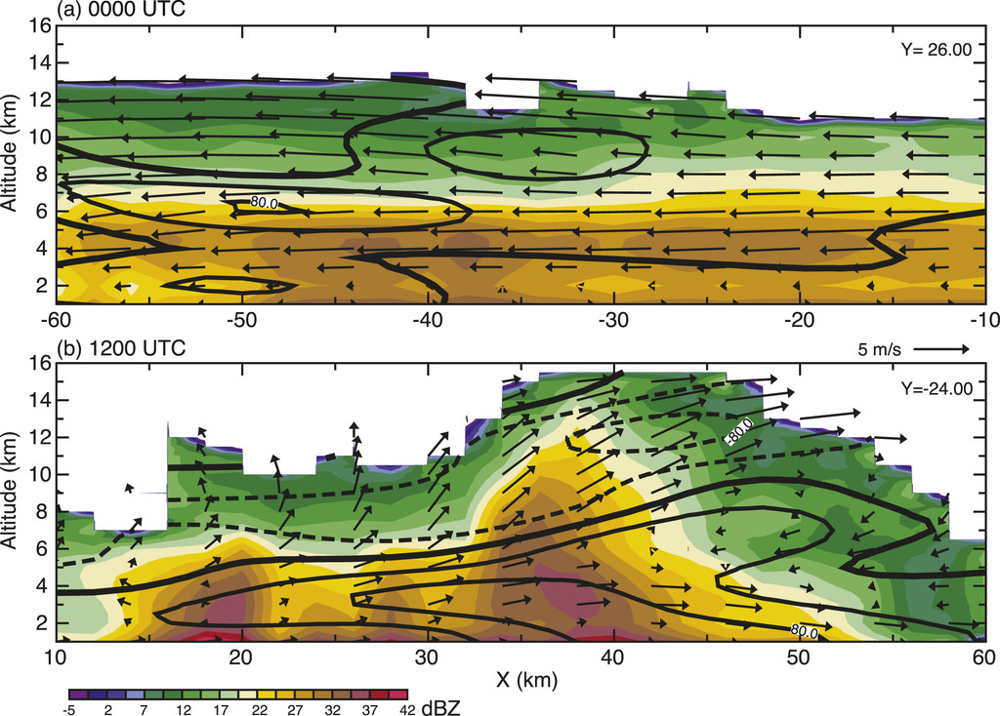 (a) 0000 UTC
16
Y= 26.00
14
12
10
8
6
4
2
Altitude (km)
80.0
-60 -50 -40 -30 -20 -10
(b) 1200 UTC
5 m/s
16
Y=-24.00
14
12
10
8
6
4
2
Altitude (km)
-80.0
80.0
10 20 30 40 50 60
X (km)
-5 2 7 12 17 22 27 32 37 42 dBZ